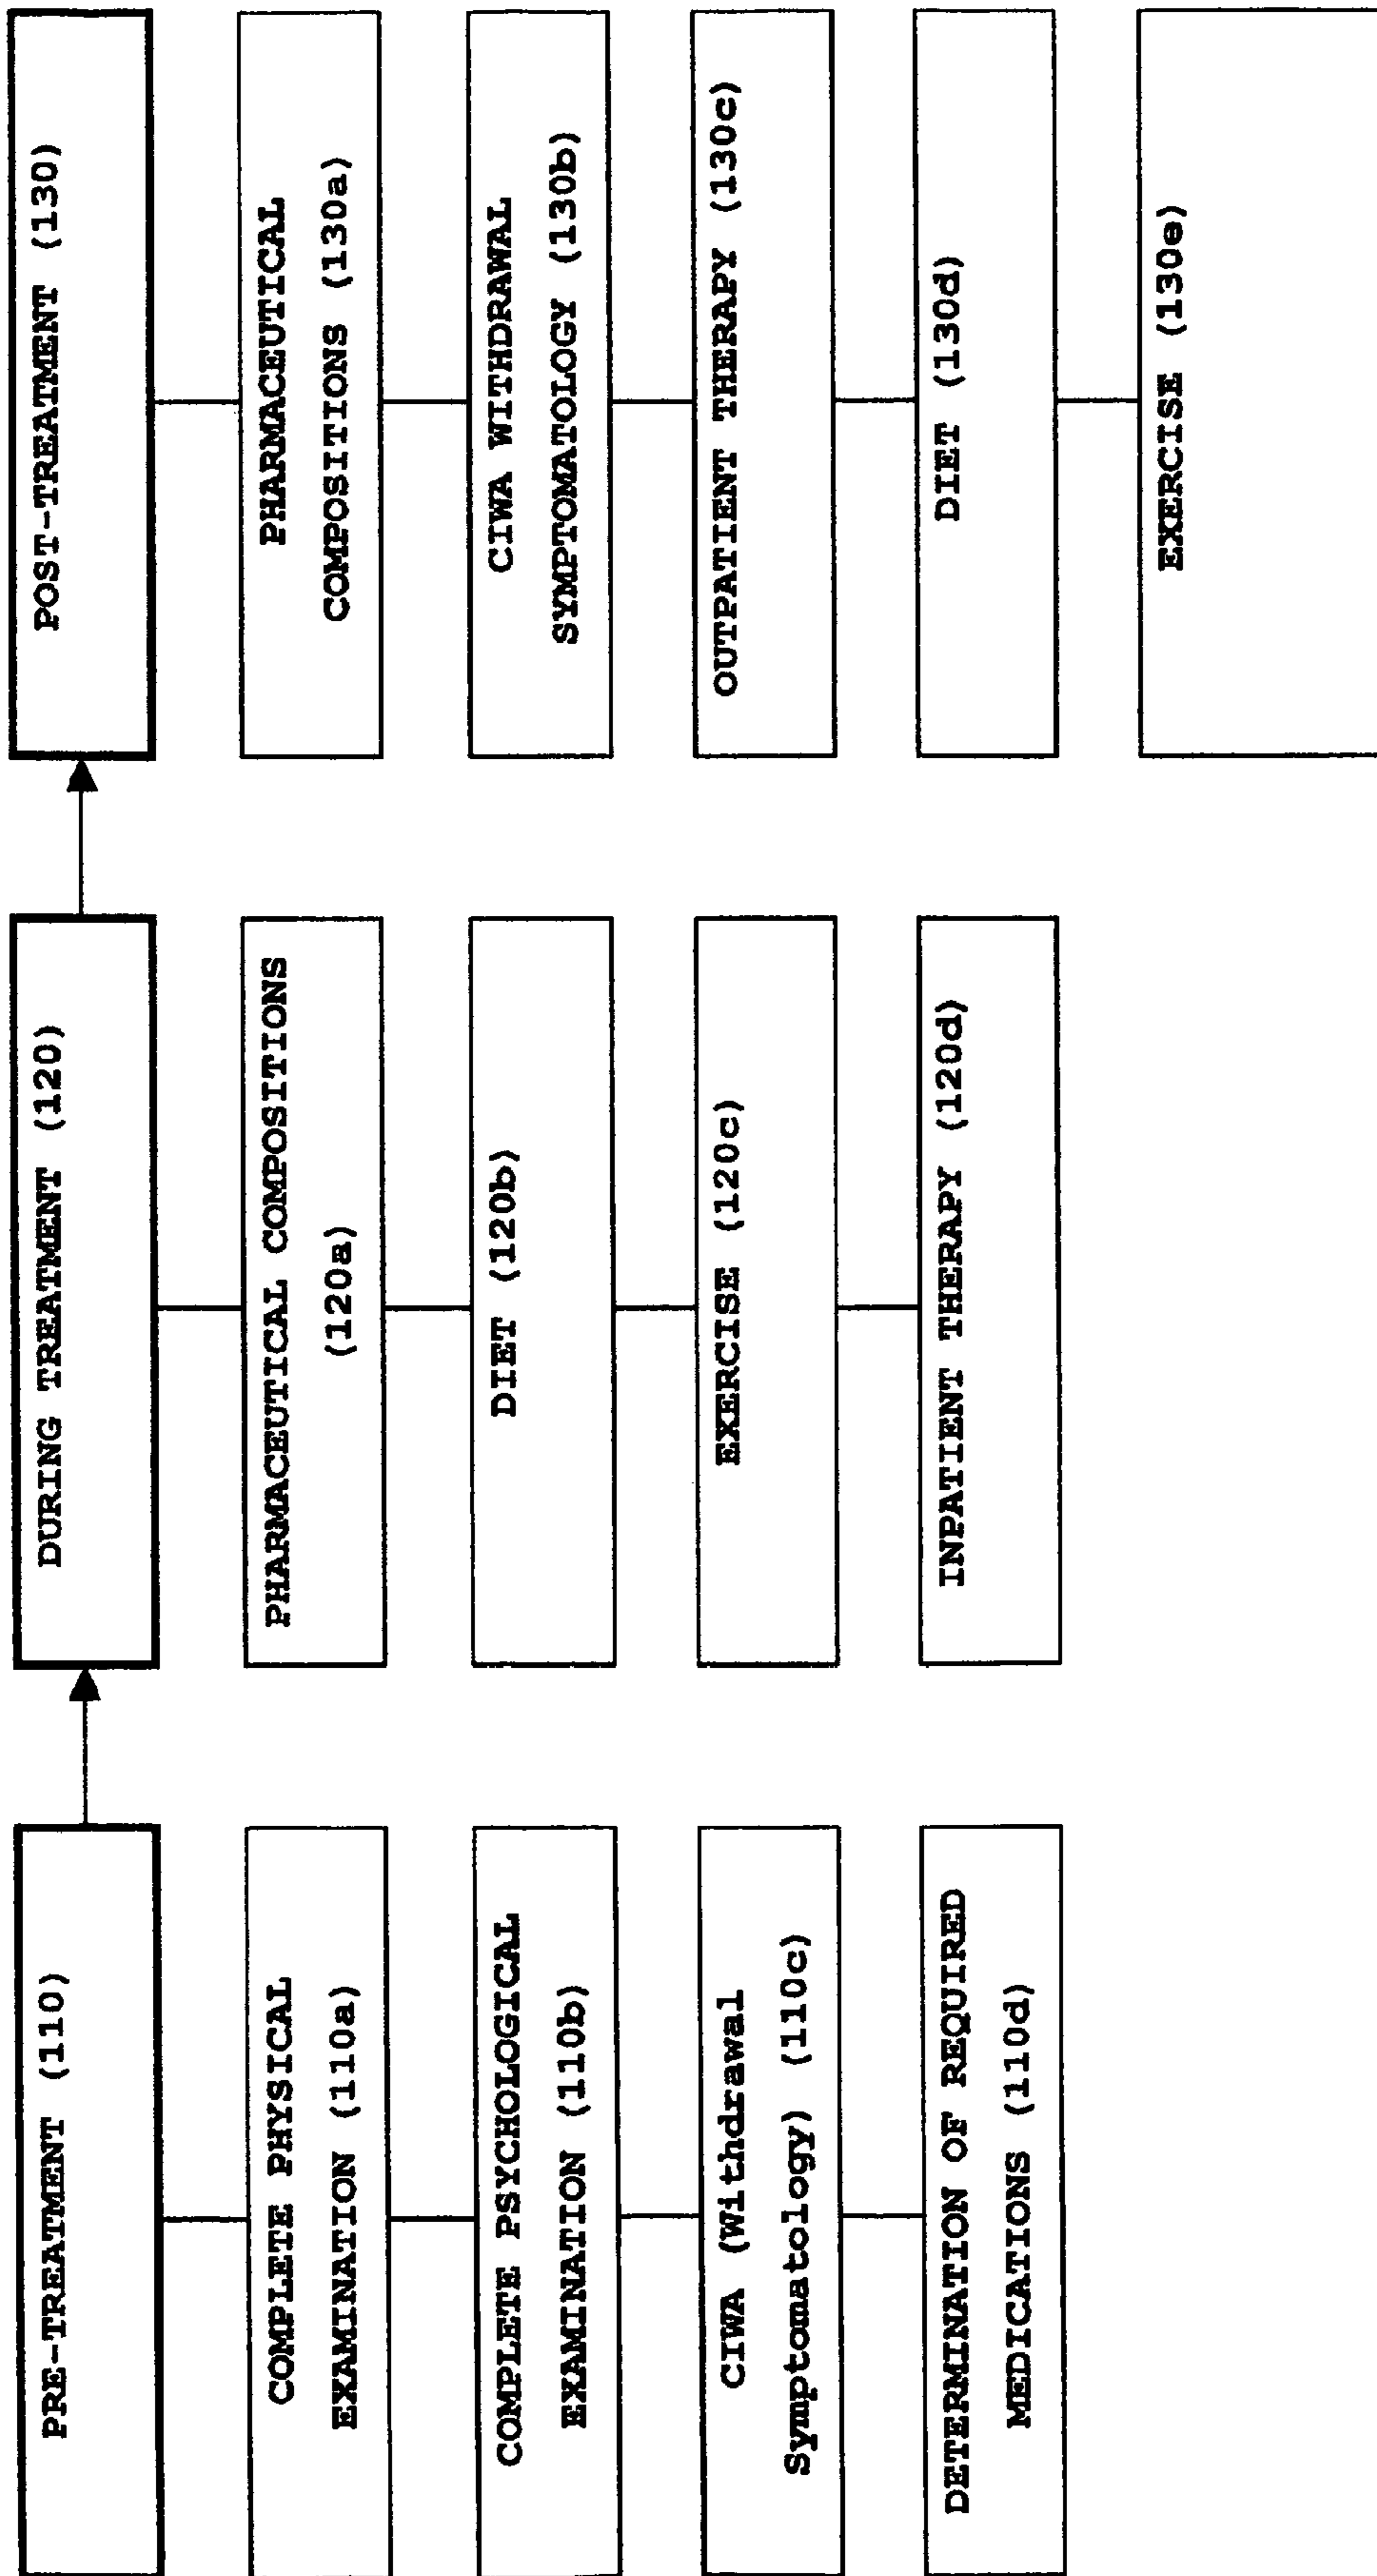 PRE-TREATMENT (110)
COMPLETE PHYSICAL
EXAMINATION (110a)
COMPLETE PSYCHOLOGICAL
EXAMINATION (110b)
CIWA (Withdrawal
Symptomatology) (110c)
DETERMINATION OF REQUIRED
MEDICATIONS (110d)
DURING TREATMENT (120)
PHARMACEUTICAL COMPOSITIONS
(120a)
DIET (120b)
EXERCISE (120c)
INPATIENT THERAPY (120d)
POST-TREATMENT (130)
PHARMACEUTICAL
COMPOSITIONS (130a)
CIWA WITHDRAWAL
SYMPTOMATOLOGY (130b)
OUTPATIENT THERAPY (130c)
DIET (130d)
EXERCISE (130e)